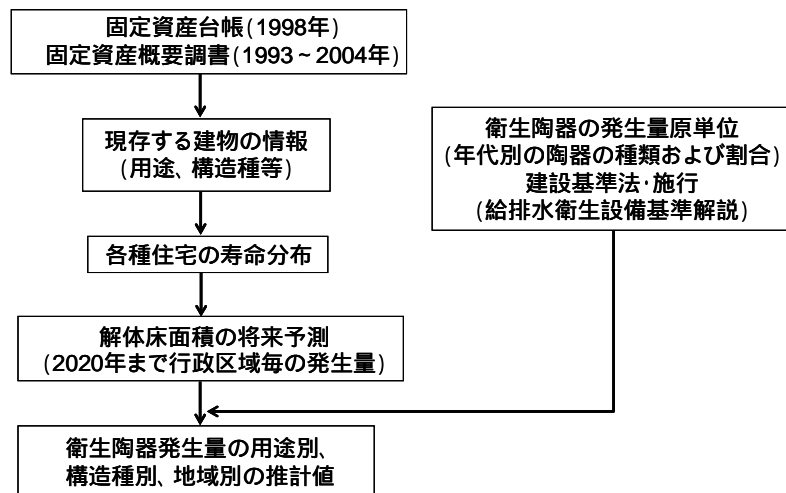 固定資産台帳(1998年)
固定資産概要調書(1993～2004年)
現存する建物の情報
(用途、構造種等)
各種住宅の寿命分布
解体床面積の将来予測
(2020年まで行政区域毎の発生量)
衛生陶器の発生量原単位
(年代別の陶器の種類および割合)
建設基準法・施行
(給排水衛生設備基準解説)
衛生陶器発生量の用途別、
構造種別、地域別の推計値